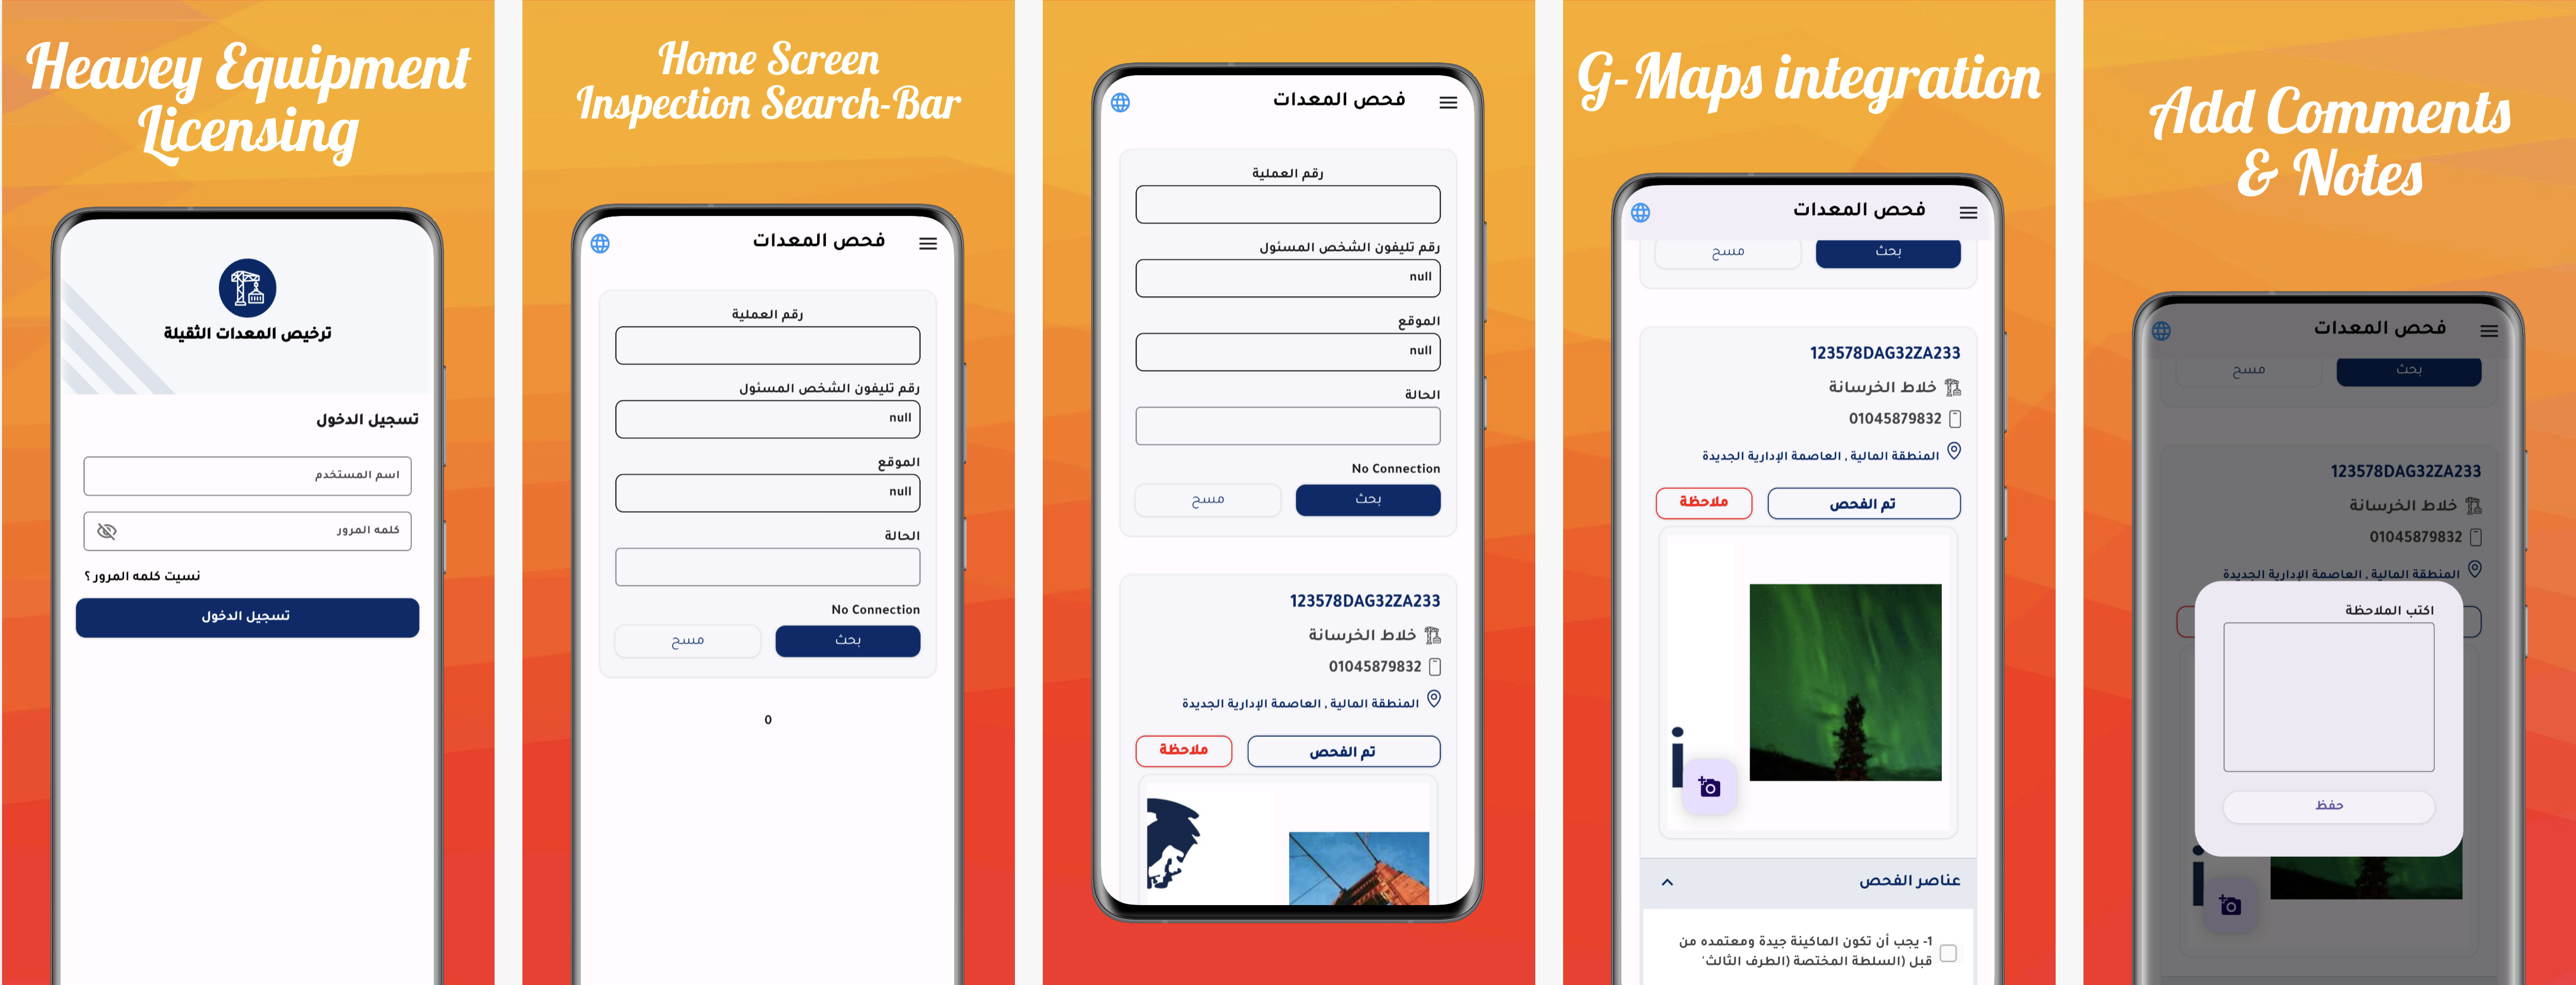 Heavey Equipment
Licensing
ترخيص المعدات الثقيلة
تسجيل الدخول
اسم المستخدم
كلمه المرور
نسيت كلمه المرور ؟
تسجيل الدخول
Home Screen
Inspection Search-Bar
فحص المعدات
رقم العملية
رقم تليفون الشخص المسئول
null
الموقع
null
الحالة
No Connection
بحث
مسح
0
فحص المعدات
رقم العملية
رقم تليفون الشخص المسئول
null
الموقع
null
الحالة
No Connection
بحث
مسح
123578DAG32ZA233
خلاط الخرسانة
01045879832
المنطقة المالية , العاصمة الإدارية الجديدة
تم الفحص
ملاحظة
G-Maps integration
فحص المعدات
بحث
مسح
123578DAG32ZA233
خلاط الخرسانة
01045879832
المنطقة المالية , العاصمة الإدارية الجديدة
تم الفحص
ملاحظة
i
عناصر الفحص
1- يجب أن تكون الماكينة جيدة ومعتمده من
قبل (السلطة المختصة (الطرف الثالث'
Add Comments
& Notes
فحص المعدات
بحث
مسح
123578DAG32ZA233
خلاط الخرسانة
01045879832
المنطقة المالية , العاصمة الإدارية الجديدة
اكتب الملاحظة
حفظ
i